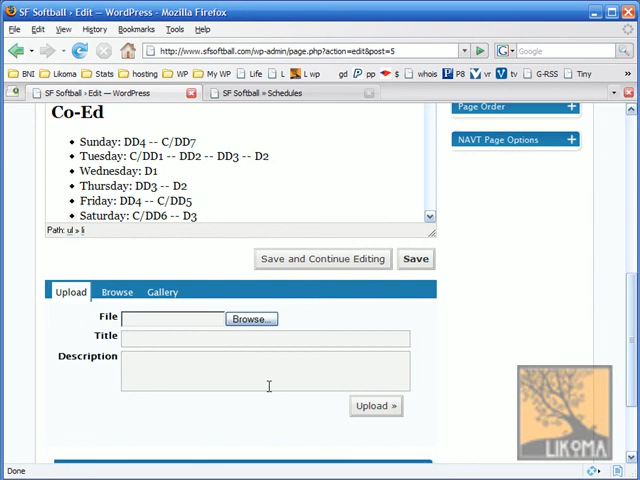 SF Softball › Edit — WordPress - Mozilla Firefox
File Edit View History Bookmarks Tools Help
http://www.sfsoftball.com/wp-admin/page.php?action=edit&post=5
Google
BNI Likoma Stats hosting My WP Life L wp gd pp $ whois P8 vr tv G-RSS Tiny
SF Softball › Edit — WordPress SF Softball » Schedules
Co-Ed
Page Order +
Sunday: DD4 -- C/DD7
NAVT Page Options +
Tuesday: C/DD1 -- DD2 -- DD3 -- D2
Wednesday: D1
Thursday: DD3 -- D2
Friday: DD4 -- C/DD5
Saturday: C/DD6 -- D3
Path: ul » li
Save and Continue Editing Save
Upload Browse Gallery
File Browse...
Title
Description
Upload »
LIKOMA
Done